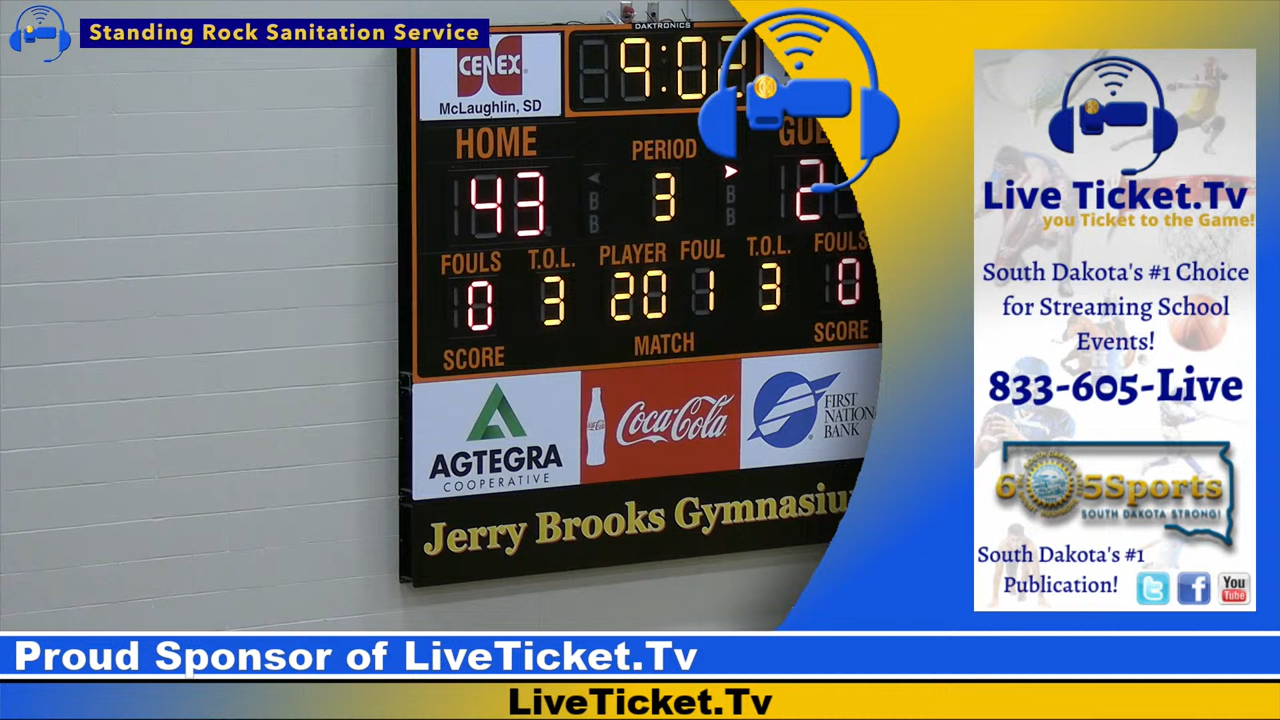 Standing Rock Sanitation Service
DAKTRONICS
CENEX
McLaughlin, SD
9:02
HOME
PERIOD
43
3
B B
B B
FOULS
T.O.L.
PLAYER
FOUL
T.O.L.
FOULS
0
3
20
1
3
0
SCORE
MATCH
SCORE
AGTEGRA
COOPERATIVE
Coca-Cola
FIRST
NATIONAL
BANK
Jerry Brooks
Live Ticket.Tv
you Ticket to the Game!
South Dakota's #1 Choice
for Streaming School
Events!
833-605-Live
605Sports
SOUTH DAKOTA STRONG!
South Dakota's #1
Publication!
You
Tube
Proud Sponsor of LiveTicket.Tv
LiveTicket.Tv